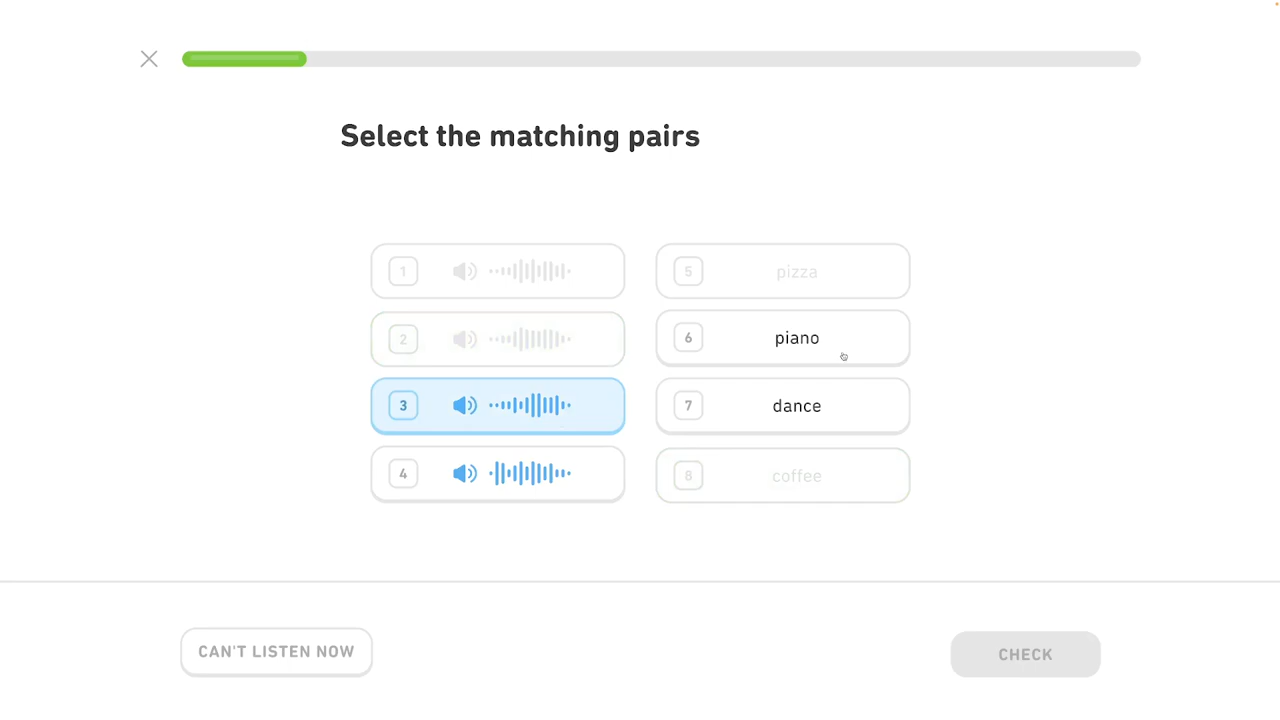 Select the matching pairs
1
5 pizza
2
6 piano
3
7 dance
4
8 coffee
CAN'T LISTEN NOW
CHECK